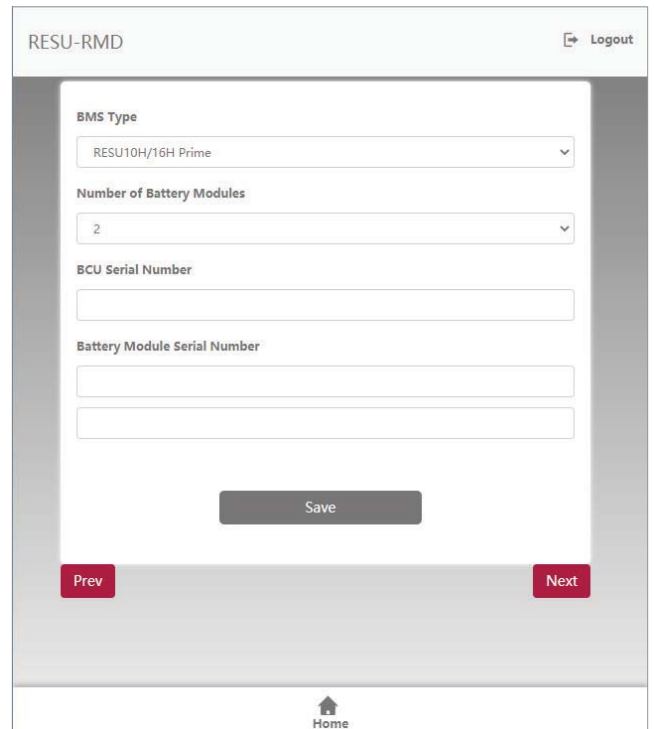 RESU-RMD
Logout
BMS Type
RESU10H/16H Prime
Number of Battery Modules
2
BCU Serial Number
Battery Module Serial Number
Save
Prev
Next
Home